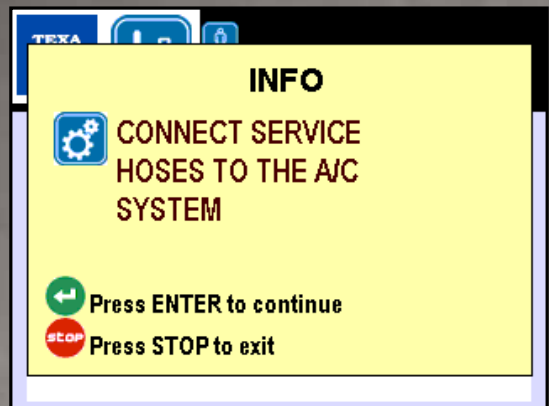 TEXA
INFO
CONNECT SERVICE
HOSES TO THE A/C
SYSTEM
Press ENTER to continue
stop Press STOP to exit